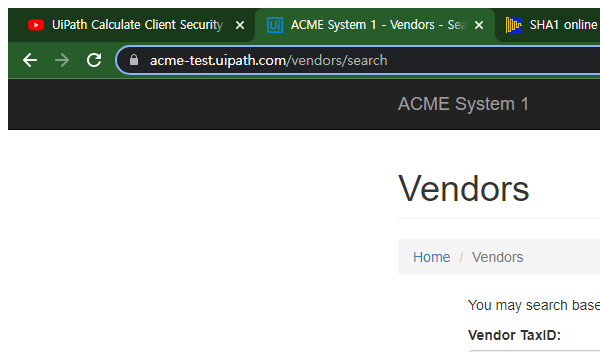 UiPath Calculate Client Security
ACME System 1 - Vendors - Sea
SHA1 online
acme-test.uipath.com/vendors/search
ACME System 1
Vendors
Home / Vendors
You may search base
Vendor TaxID: